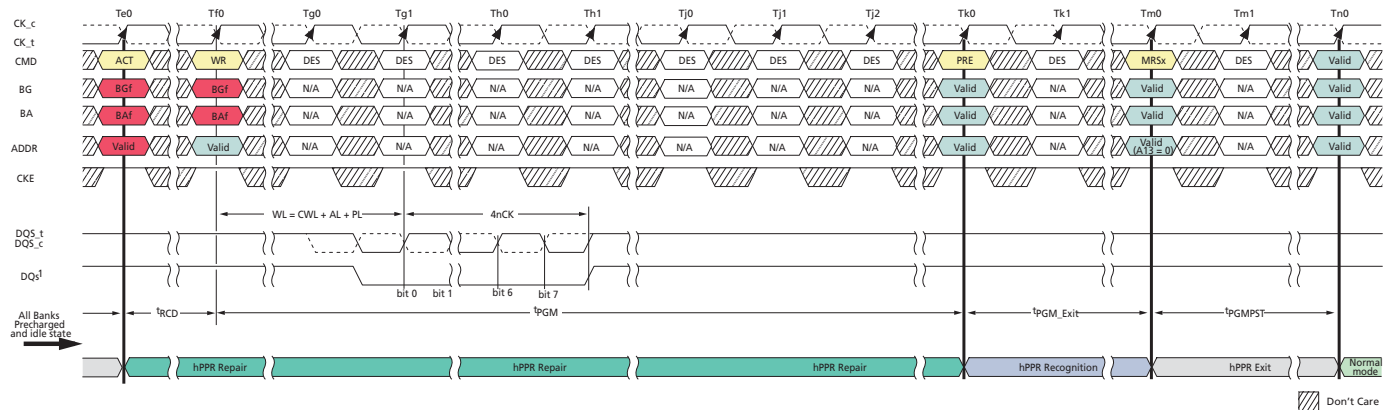 Te0 Tf0 Tg0 Tg1 Th0 Th1 Tj0 Tj1 Tj2 Tk0 Tk1 Tm0 Tm1 Tn0
CK_c
CK_t
CMD ACT WR DES DES DES DES DES DES DES PRE DES MRSx DES Valid
BG BGf BGf N/A N/A N/A N/A N/A N/A N/A Valid N/A Valid N/A Valid
BA BAf BAf N/A N/A N/A N/A N/A N/A N/A Valid N/A Valid N/A Valid
ADDR Valid Valid N/A N/A N/A N/A N/A N/A N/A Valid N/A Valid (A13 = 0) N/A Valid
CKE
WL = CWL + AL + PL 4nCK
DQS_t
DQS_c
DQs1
bit 0 bit 1 bit 6 bit 7
All Banks
Precharged
and idle state
tRCD tPGM tPGM_Exit tPGMPST
hPPR Repair hPPR Repair hPPR Repair hPPR Recognition hPPR Exit Normal
mode
Don't Care